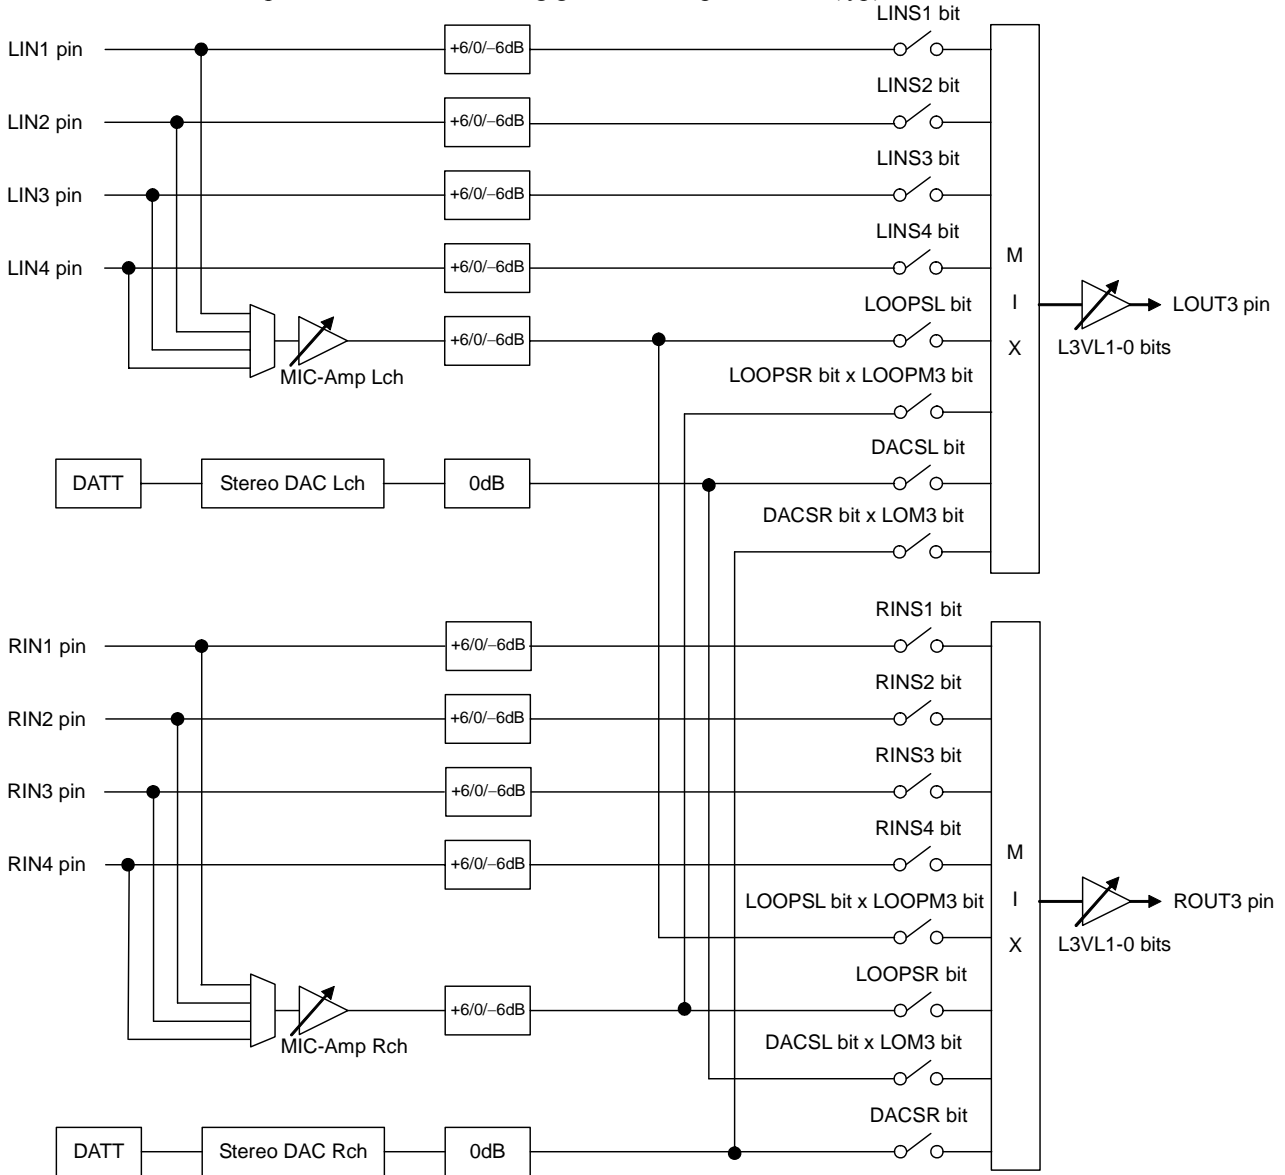 LINS1 bit
LIN1 pin
+6/0/−6dB
LINS2 bit
LIN2 pin
+6/0/−6dB
LINS3 bit
LIN3 pin
+6/0/−6dB
LINS4 bit
LIN4 pin
+6/0/−6dB
M
I
X
LOOPSL bit
LOUT3 pin
+6/0/−6dB
L3VL1-0 bits
MIC-Amp Lch
LOOPSR bit x LOOPM3 bit
DACSL bit
DATT
Stereo DAC Lch
0dB
DACSR bit x LOM3 bit
RINS1 bit
RIN1 pin
+6/0/−6dB
RINS2 bit
RIN2 pin
+6/0/−6dB
RINS3 bit
RIN3 pin
+6/0/−6dB
RINS4 bit
RIN4 pin
+6/0/−6dB
M
I
X
LOOPSL bit x LOOPM3 bit
ROUT3 pin
L3VL1-0 bits
LOOPSR bit
+6/0/−6dB
MIC-Amp Rch
DACSL bit x LOM3 bit
DACSR bit
DATT
Stereo DAC Rch
0dB